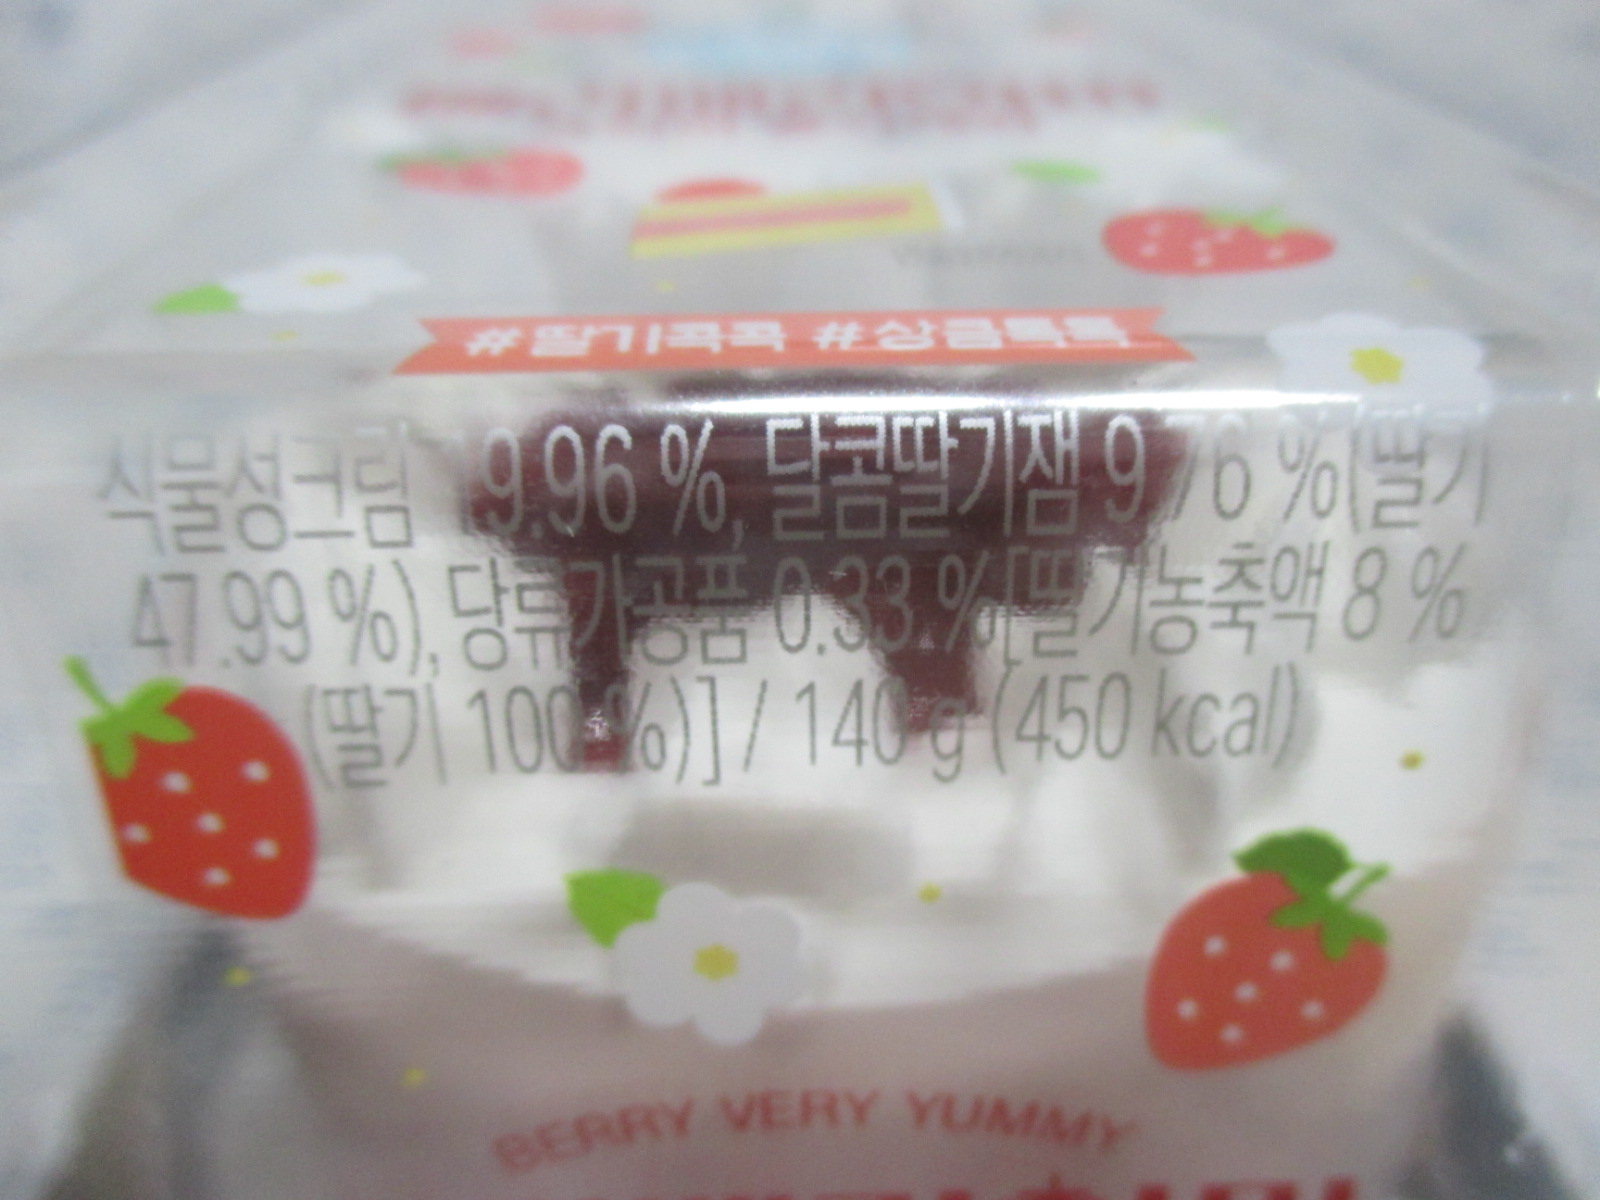 #딸기콕콕 #상큼톡톡
식물성크림 19.96 %, 달콤딸기잼 9.76 %(딸기
47.99 %), 당류가공품 0.33 %[딸기농축액 8 %
(딸기 100 %)] / 140 g (450 kcal)
BERRY VERY YUMMY